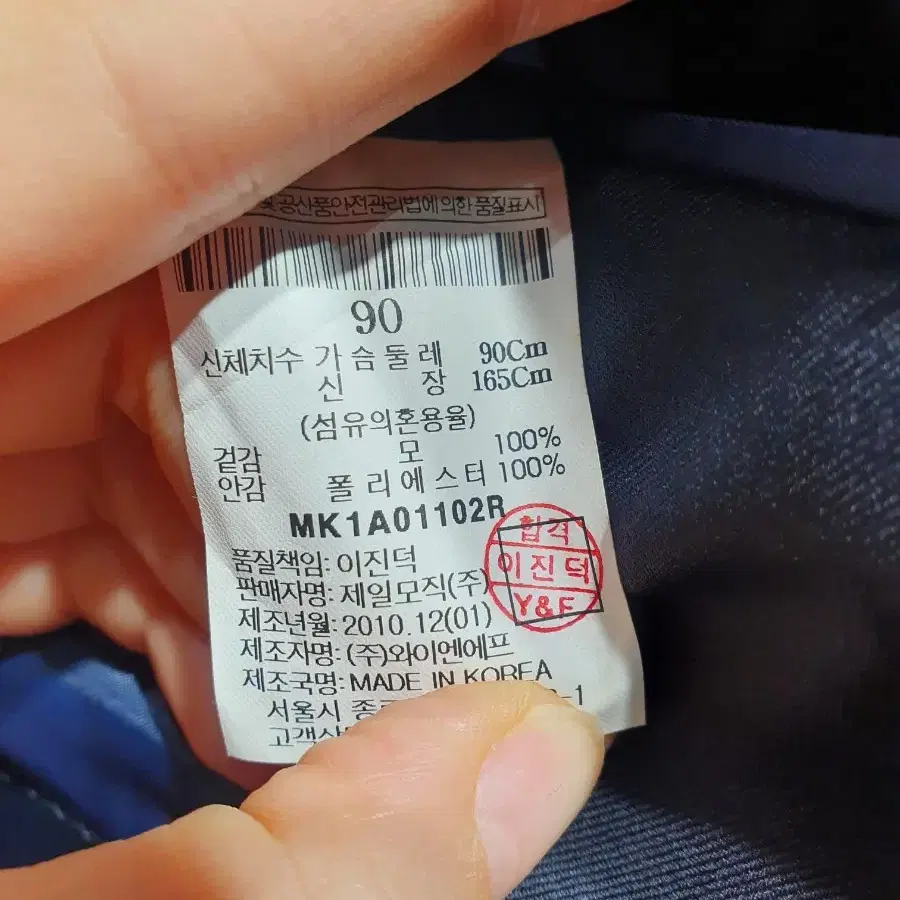 공산품안전관리법에 의한 품질표시
90
신체치수 가슴둘레 90Cm
신장 165Cm
(섬유의혼용율)
겉감 모 100%
안감 폴리에스터 100%
MK1A01102R
합격
이진덕
Y&F
품질책임: 이진덕
판매자명: 제일모직(주)
제조년월: 2010.12(01)
제조자명: (주)와이엔에프
제조국명: MADE IN KOREA
서울시